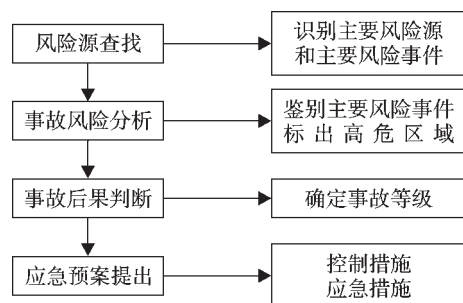 风险源查找
识别主要风险源
和主要风险事件
事故风险分析
鉴别主要风险事件
标出高危区域
事故后果判断
确定事故等级
应急预案提出
控制措施
应急措施